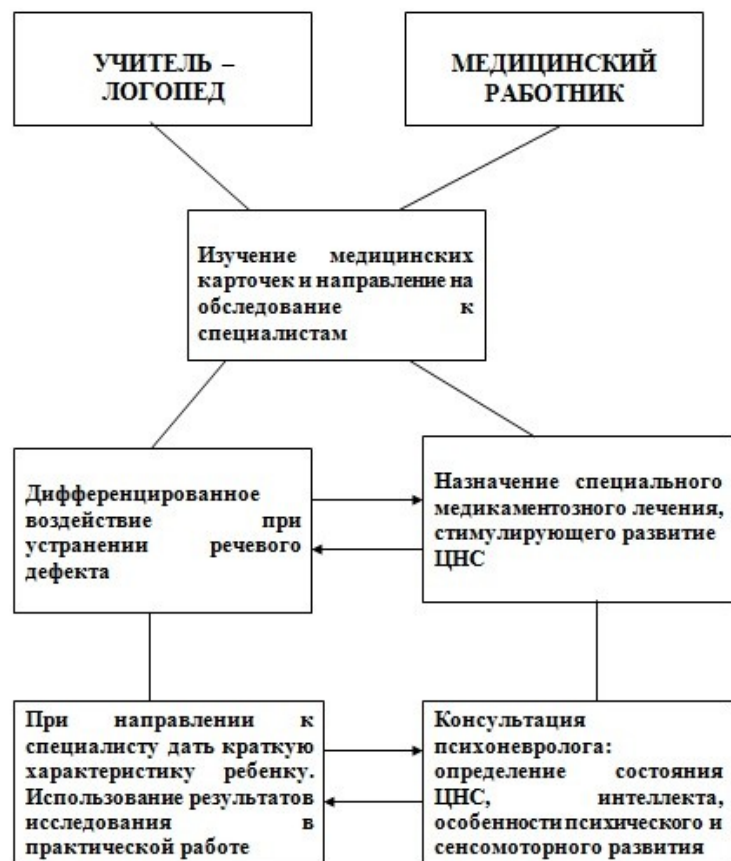 УЧИТЕЛЬ –
ЛОГОПЕД
МЕДИЦИНСКИЙ
РАБОТНИК
Изучение медицинских
карточек и направление на
обследование к
специалистам
Дифференцированное
воздействие при
устранении речевого
дефекта
Назначение специального
медикаментозного лечения,
стимулирующего развитие
ЦНС
При направлении к
специалисту дать краткую
характеристику ребенку.
Использование результатов
исследования в
практической работе
Консультация
психоневролога:
определение состояния
ЦНС, интеллекта,
особенности психического и
сенсомоторного развития